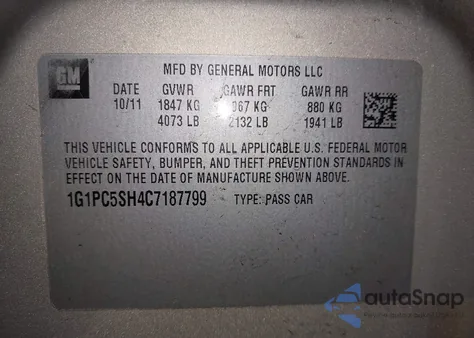 GM
MFD BY GENERAL MOTORS LLC
DATE GVWR GAWR FRT GAWR RR
10/11 1847 KG 967 KG 880 KG
4073 LB 2132 LB 1941 LB
THIS VEHICLE CONFORMS TO ALL APPLICABLE U.S. FEDERAL MOTOR
VEHICLE SAFETY, BUMPER, AND THEFT PREVENTION STANDARDS
IN EFFECT ON THE DATE OF MANUFACTURE SHOWN ABOVE.
1G1PC5SH4C7187799 TYPE: PASS CAR
autoSnap